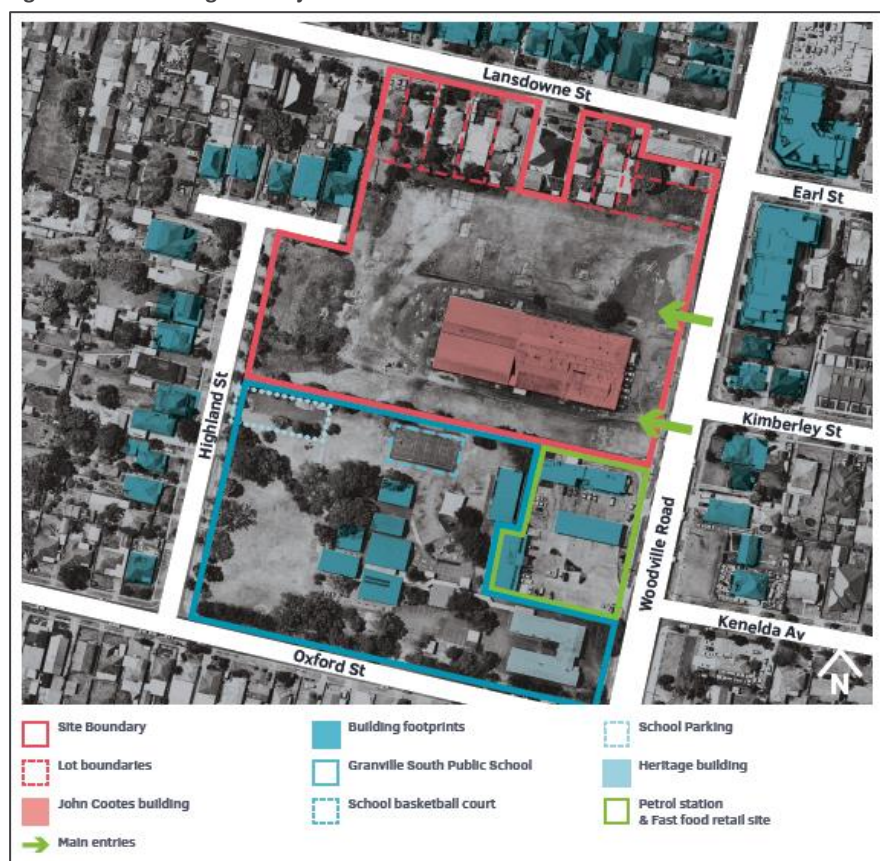 Lansdowne St
Earl St
Highland St
Kimberley St
Woodville Road
Kenelda Av
Oxford St
N
Site Boundary
Building footprints
School Parking
Lot boundaries
Granville South Public School
Heritage building
John Cootes building
School basketball court
Petrol station
& Fast food retail site
Main entries